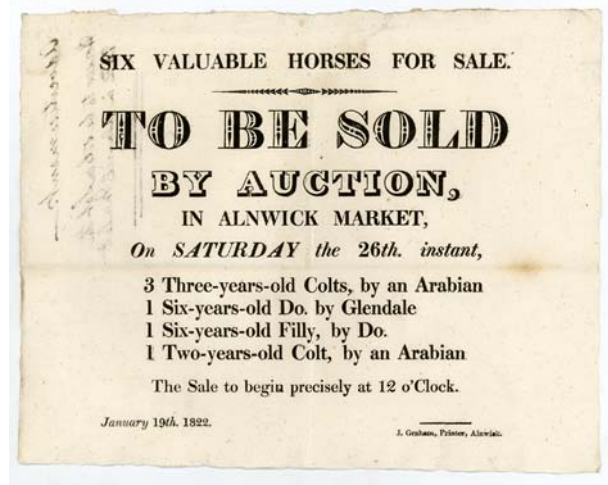 SIX VALUABLE HORSES FOR SALE.
TO BE SOLD
BY AUCTION,
IN ALNWICK MARKET,
On SATURDAY the 26th. instant,
3 Three-years-old Colts, by an Arabian
1 Six-years-old Do. by Glendale
1 Six-years-old Filly, by Do.
1 Two-years-old Colt, by an Arabian
The Sale to begin precisely at 12 o'Clock.
January 19th. 1822.
J. Graham, Printer, Alnwick.